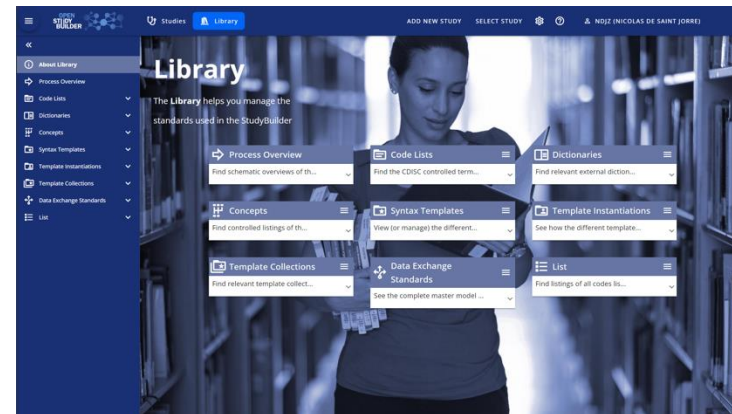 OPEN
STUDY
BUILDER
Studies
Library
ADD NEW STUDY
SELECT STUDY
NDJZ (NICOLAS DE SAINT JORRE)
About Library
Process Overview
Code Lists
Dictionaries
Concepts
Syntax Templates
Template Instantiations
Template Collections
Data Exchange Standards
List
Library
The Library helps you manage the
standards used in the StudyBuilder
Process Overview
Find schematic overviews of th...
Code Lists
Find the CDISC controlled term...
Dictionaries
Find relevant external diction...
Concepts
Find controlled listings of th...
Syntax Templates
View (or manage) the different...
Template Instantiations
See how the different template...
Template Collections
Find relevant template collect...
Data Exchange
Standards
See the complete master model ...
List
Find listings of all codes lis...